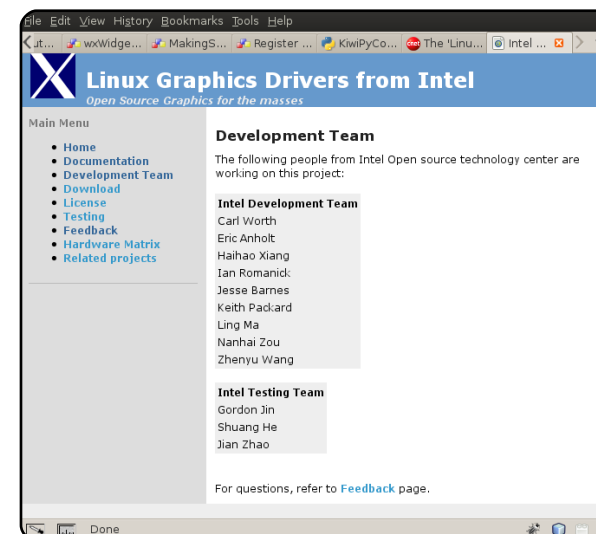 File Edit View History Bookmarks Tools Help
ut... wxWidge... MakingS... Register ... KiwiPyCo... The 'Linu... Intel ...
Linux Graphics Drivers from Intel
Open Source Graphics for the masses
Main Menu
Home
Documentation
Development Team
Download
License
Testing
Feedback
Hardware Matrix
Related projects
Development Team
The following people from Intel Open source technology center are
working on this project:
Intel Development Team
Carl Worth
Eric Anholt
Haihao Xiang
Ian Romanick
Jesse Barnes
Keith Packard
Ling Ma
Nanhai Zou
Zhenyu Wang
Intel Testing Team
Gordon Jin
Shuang He
Jian Zhao
For questions, refer to Feedback page.
Done